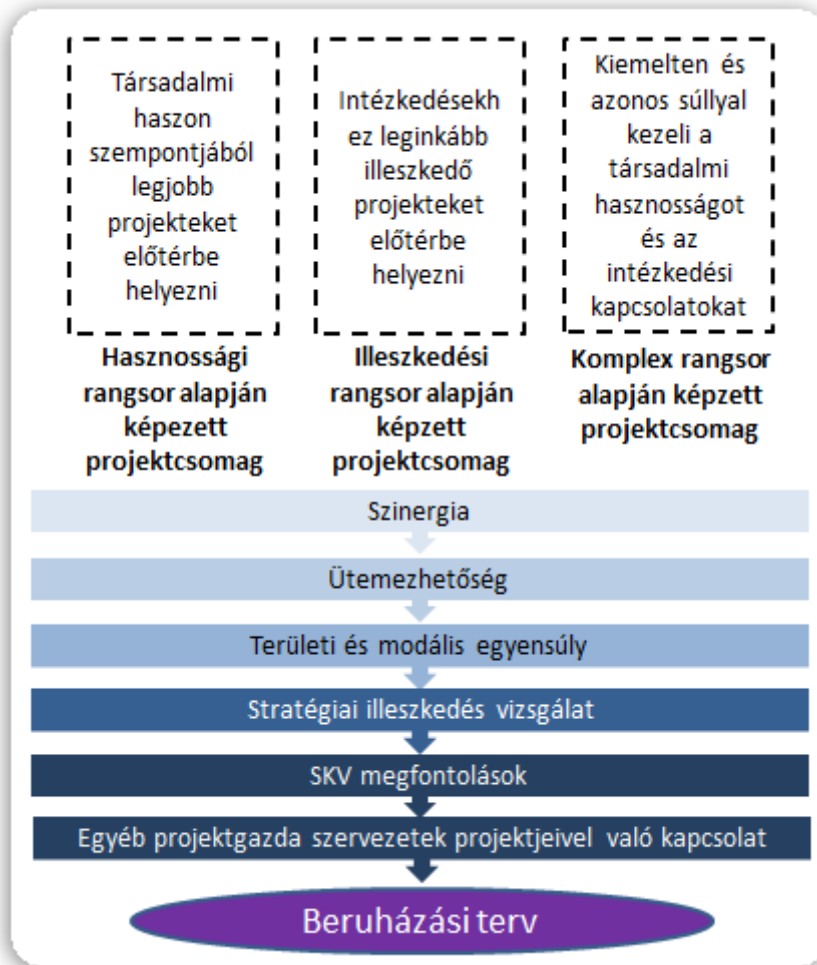 Társadalmi
haszon
szempontjából
legjobb
projekteket
előtérbe
helyezni
Intézkedésekh
ez leginkább
illeszkedő
projekteket
előtérbe
helyezni
Kiemelten és
azonos súllyal
kezeli a
társadalmi
hasznosságot
és az
intézkedési
kapcsolatokat
Hasznossági
rangsor alapján
képezett
projektcsomag
Illeszkedési
rangsor alapján
képzett
projektcsomag
Komplex rangsor
alapján képzett
projektcsomag
Szinergia
Ütemezhetőség
Területi és modális egyensúly
Stratégiai illeszkedés vizsgálat
SKV megfontolások
Egyéb projektgazda szervezetek projektjeivel való kapcsolat
Beruházási terv